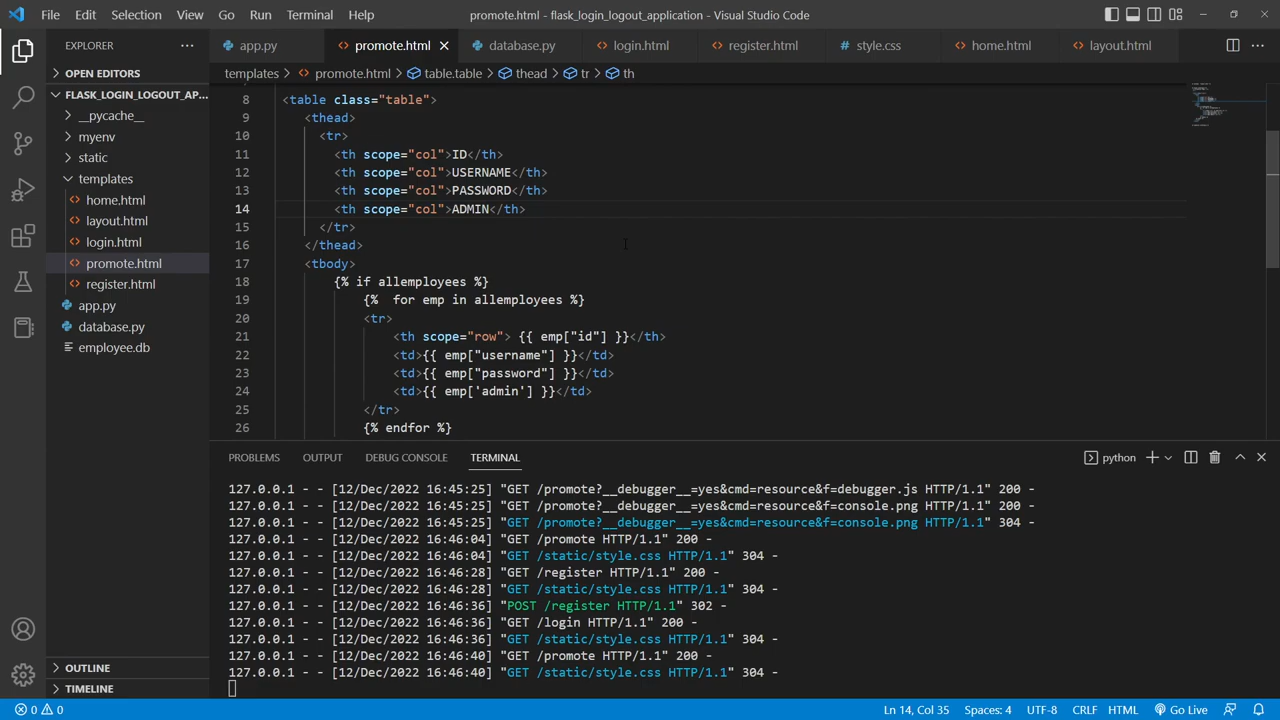 File Edit Selection View Go Run Terminal Help promote.html - flask_login_logout_application - Visual Studio Code
EXPLORER ··· app.py promote.html database.py login.html register.html style.css home.html layout.html ···
OPEN EDITORS templates > promote.html > table.table > thead > tr > th
FLASK_LOGIN_LOGOUT_AP...
__pycache__
myenv
static
templates
home.html
layout.html
login.html
promote.html
register.html
app.py
database.py
employee.db
8 <table class="table">
9 <thead>
10 <tr>
11 <th scope="col">ID</th>
12 <th scope="col">USERNAME</th>
13 <th scope="col">PASSWORD</th>
14 <th scope="col">ADMIN</th>
15 </tr>
16 </thead>
17 <tbody>
18 {% if allemployees %}
19 {%  for emp in allemployees %}
20 <tr>
21 <th scope="row"> {{ emp["id"] }}</th>
22 <td>{{ emp["username"] }}</td>
23 <td>{{ emp["password"] }}</td>
24 <td>{{ emp['admin'] }}</td>
25 </tr>
26 {% endfor %}
PROBLEMS OUTPUT DEBUG CONSOLE TERMINAL python
127.0.0.1 - - [12/Dec/2022 16:45:25] "GET /promote?__debugger__=yes&cmd=resource&f=debugger.js HTTP/1.1" 200 -
127.0.0.1 - - [12/Dec/2022 16:45:25] "GET /promote?__debugger__=yes&cmd=resource&f=console.png HTTP/1.1" 200 -
127.0.0.1 - - [12/Dec/2022 16:45:25] "GET /promote?__debugger__=yes&cmd=resource&f=console.png HTTP/1.1" 304 -
127.0.0.1 - - [12/Dec/2022 16:46:04] "GET /promote HTTP/1.1" 200 -
127.0.0.1 - - [12/Dec/2022 16:46:04] "GET /static/style.css HTTP/1.1" 304 -
127.0.0.1 - - [12/Dec/2022 16:46:28] "GET /register HTTP/1.1" 200 -
127.0.0.1 - - [12/Dec/2022 16:46:28] "GET /static/style.css HTTP/1.1" 304 -
127.0.0.1 - - [12/Dec/2022 16:46:36] "POST /register HTTP/1.1" 302 -
127.0.0.1 - - [12/Dec/2022 16:46:36] "GET /login HTTP/1.1" 200 -
127.0.0.1 - - [12/Dec/2022 16:46:36] "GET /static/style.css HTTP/1.1" 304 -
127.0.0.1 - - [12/Dec/2022 16:46:40] "GET /promote HTTP/1.1" 200 -
127.0.0.1 - - [12/Dec/2022 16:46:40] "GET /static/style.css HTTP/1.1" 304 -
OUTLINE
TIMELINE
0 0 Ln 14, Col 35 Spaces: 4 UTF-8 CRLF HTML Go Live